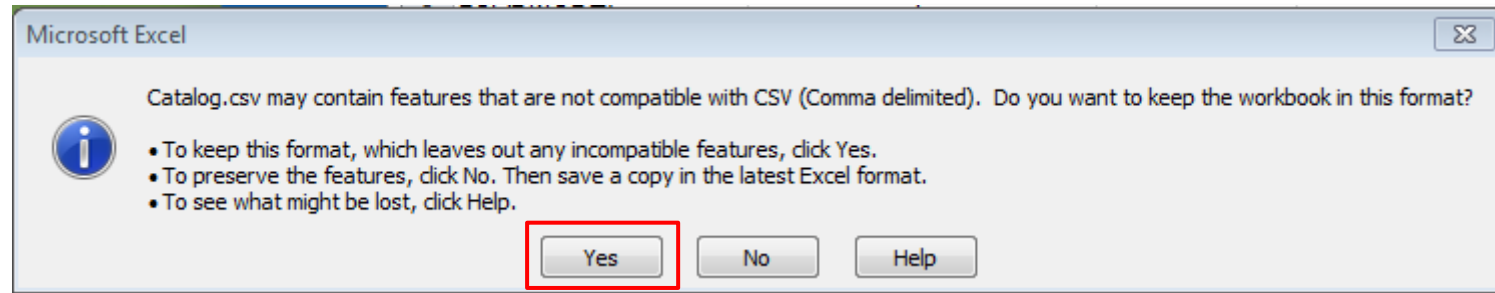 Microsoft Excel
Catalog.csv may contain features that are not compatible with CSV (Comma delimited).  Do you want to keep the workbook in this format?
• To keep this format, which leaves out any incompatible features, click Yes.
• To preserve the features, click No. Then save a copy in the latest Excel format.
• To see what might be lost, click Help.
Yes No Help